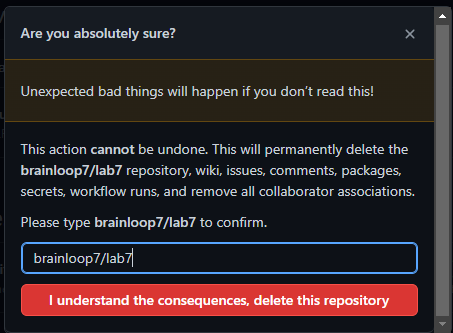 Are you absolutely sure?
Unexpected bad things will happen if you don’t read this!
This action cannot be undone. This will permanently delete the
brainloop7/lab7 repository, wiki, issues, comments, packages,
secrets, workflow runs, and remove all collaborator associations.
Please type brainloop7/lab7 to confirm.
brainloop7/lab7
I understand the consequences, delete this repository